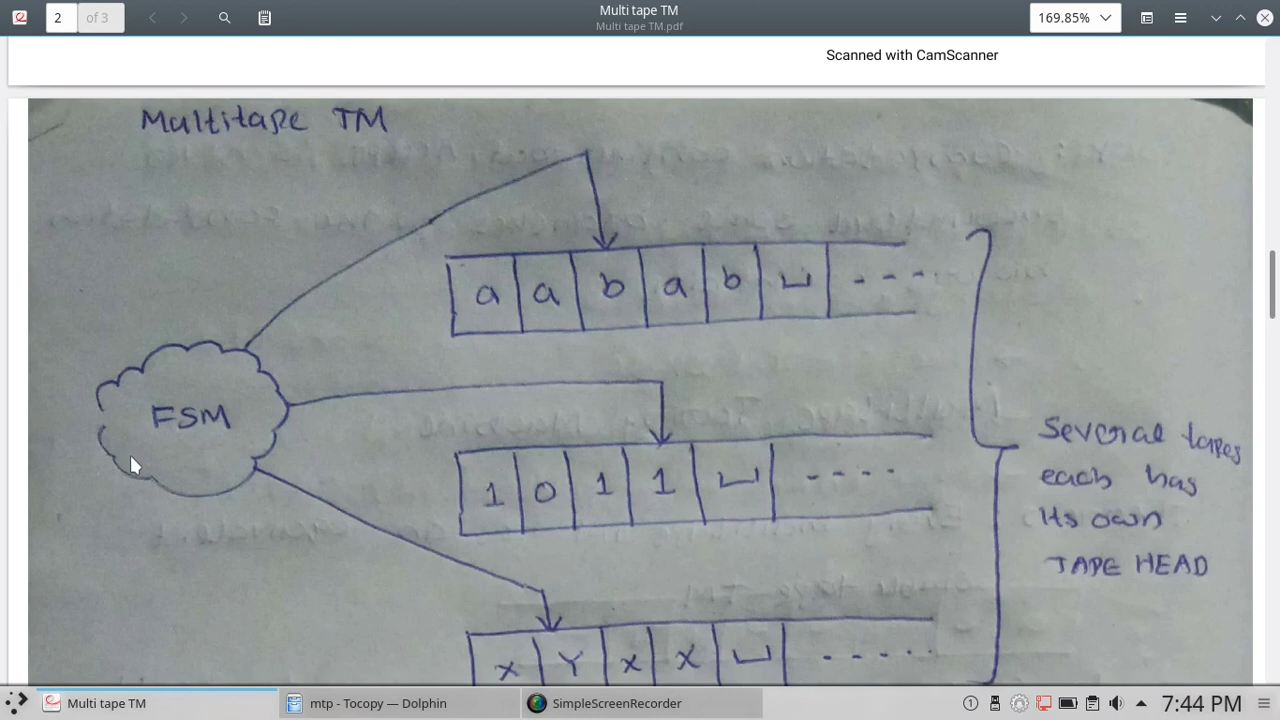 2 of 3
Multi tape TM
Multi tape TM.pdf
169.85%
Scanned with CamScanner
Multitape TM
a a b a b ⊔ - - -
FSM
1 0 1 1 ⊔ - - - -
Several tapes
each has
its own
TAPE HEAD
X Y X X ⊔ - - - - -
Multi tape TM
mtp - Tocopy — Dolphin
SimpleScreenRecorder
7:44 PM